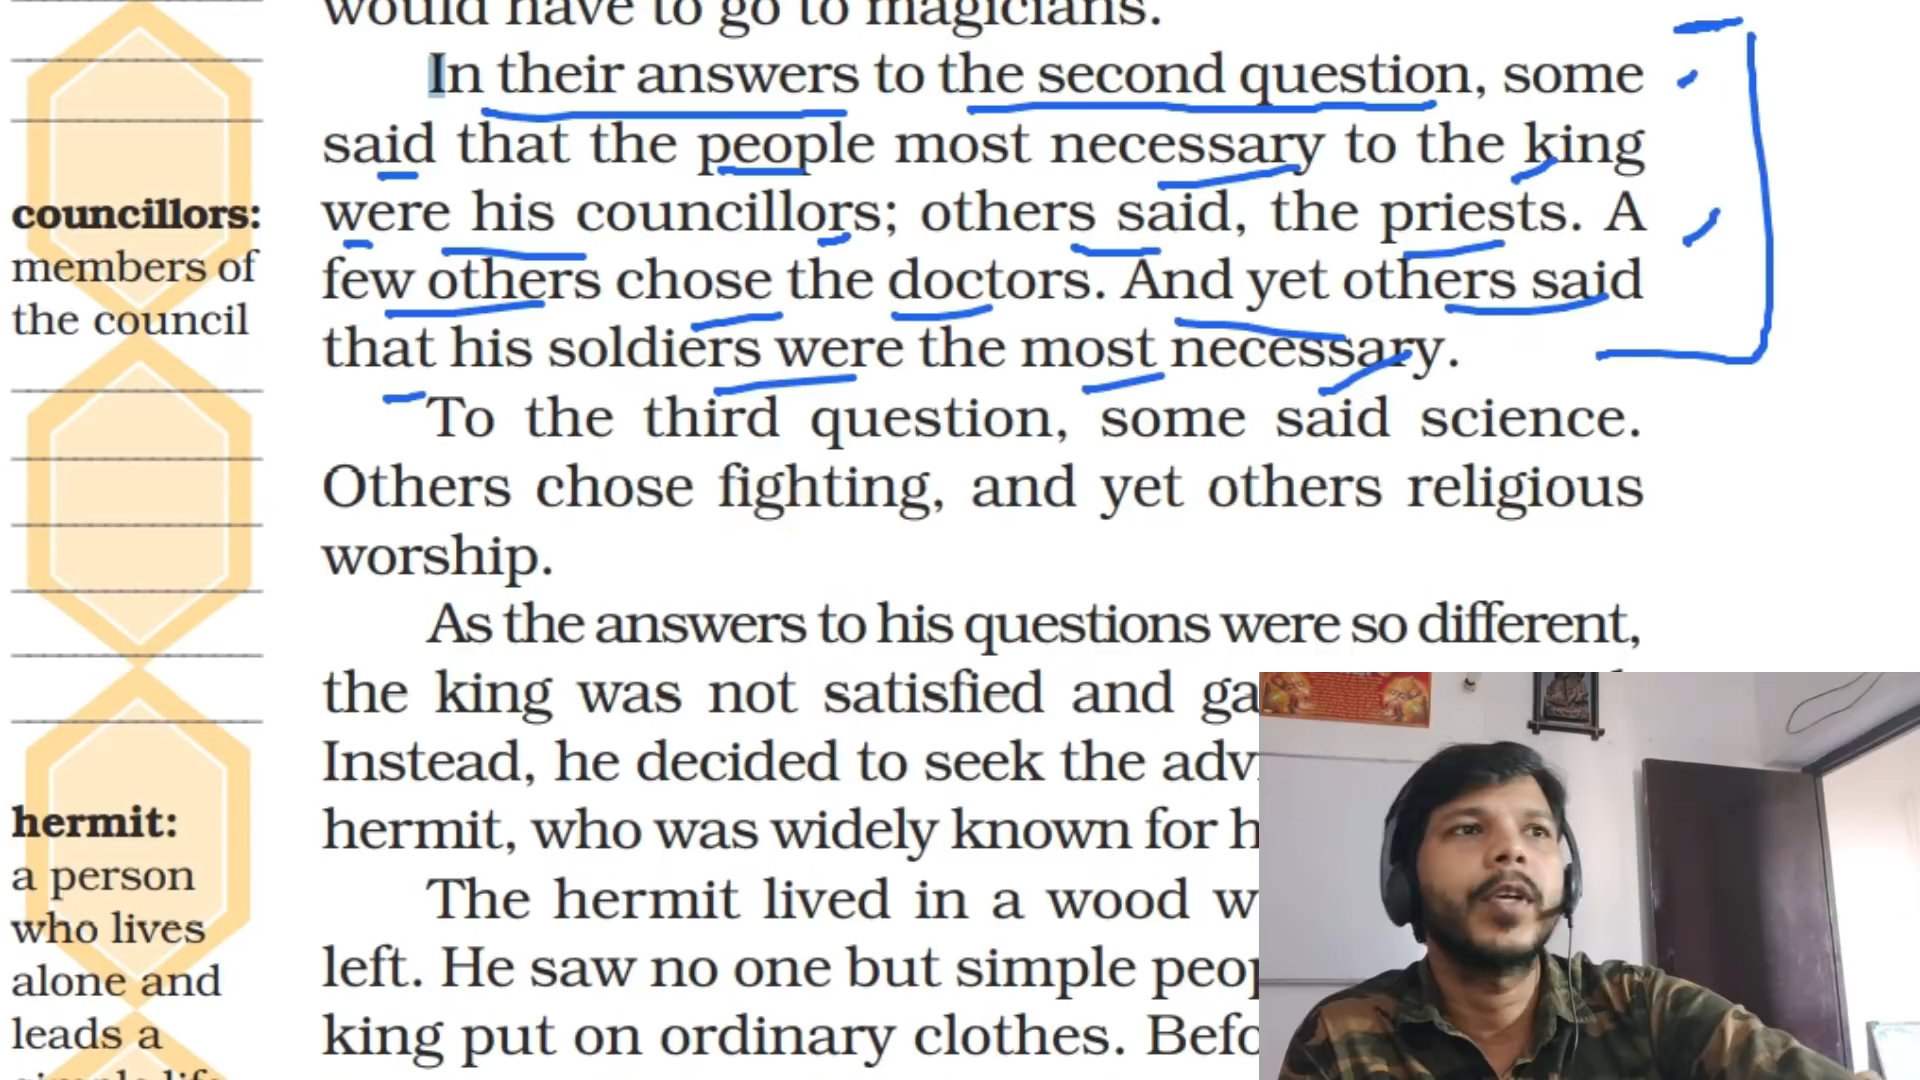 would have to go to magicians.
In their answers to the second question, some
said that the people most necessary to the king
were his councillors; others said, the priests. A
few others chose the doctors. And yet others said
that his soldiers were the most necessary.
To the third question, some said science.
Others chose fighting, and yet others religious
worship.
As the answers to his questions were so different,
the king was not satisfied and ga
Instead, he decided to seek the adv
hermit, who was widely known for h
The hermit lived in a wood w
left. He saw no one but simple peop
king put on ordinary clothes. Befo
councillors:
members of
the council
hermit:
a person
who lives
alone and
leads a
simple life